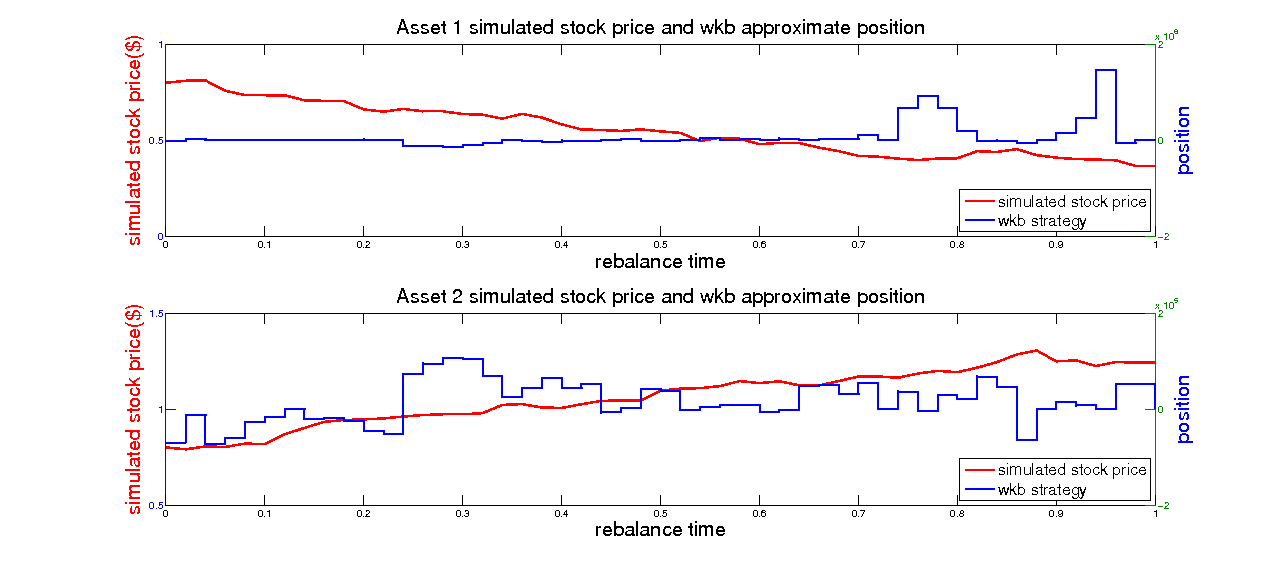 Asset 1 simulated stock price and wkb approximate position
simulated stock price($)
1
0.5
0
2
0
-2
position
simulated stock price
wkb strategy
0 0.1 0.2 0.3 0.4 0.5 0.6 0.7 0.8 0.9 1
rebalance time
Asset 2 simulated stock price and wkb approximate position
simulated stock price($)
1.5
1
0.5
2
0
-2
position
simulated stock price
wkb strategy
0 0.1 0.2 0.3 0.4 0.5 0.6 0.7 0.8 0.9 1
rebalance time